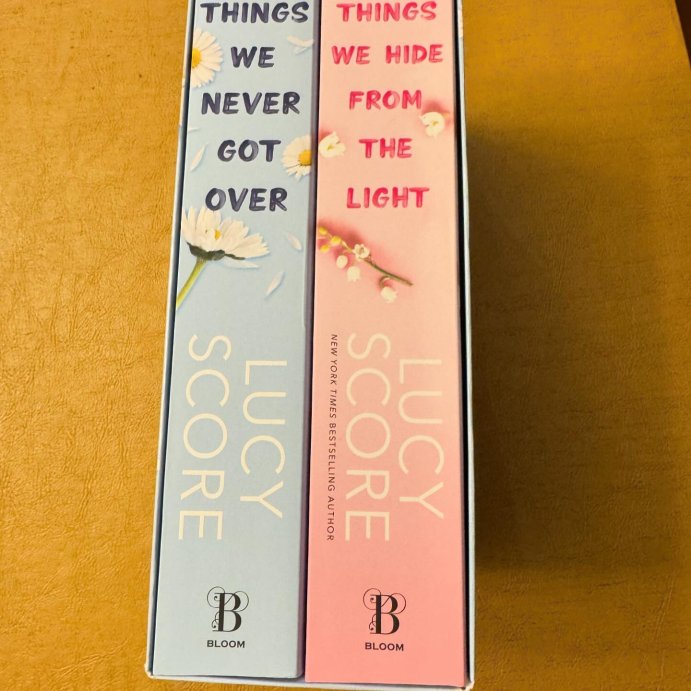 THINGS
WE
NEVER
GOT
OVER
LUCY
SCORE
B
BLOOM
THINGS
WE HIDE
FROM
THE
LIGHT
LUCY
SCORE
NEW YORK TIMES BESTSELLING AUTHOR
B
BLOOM